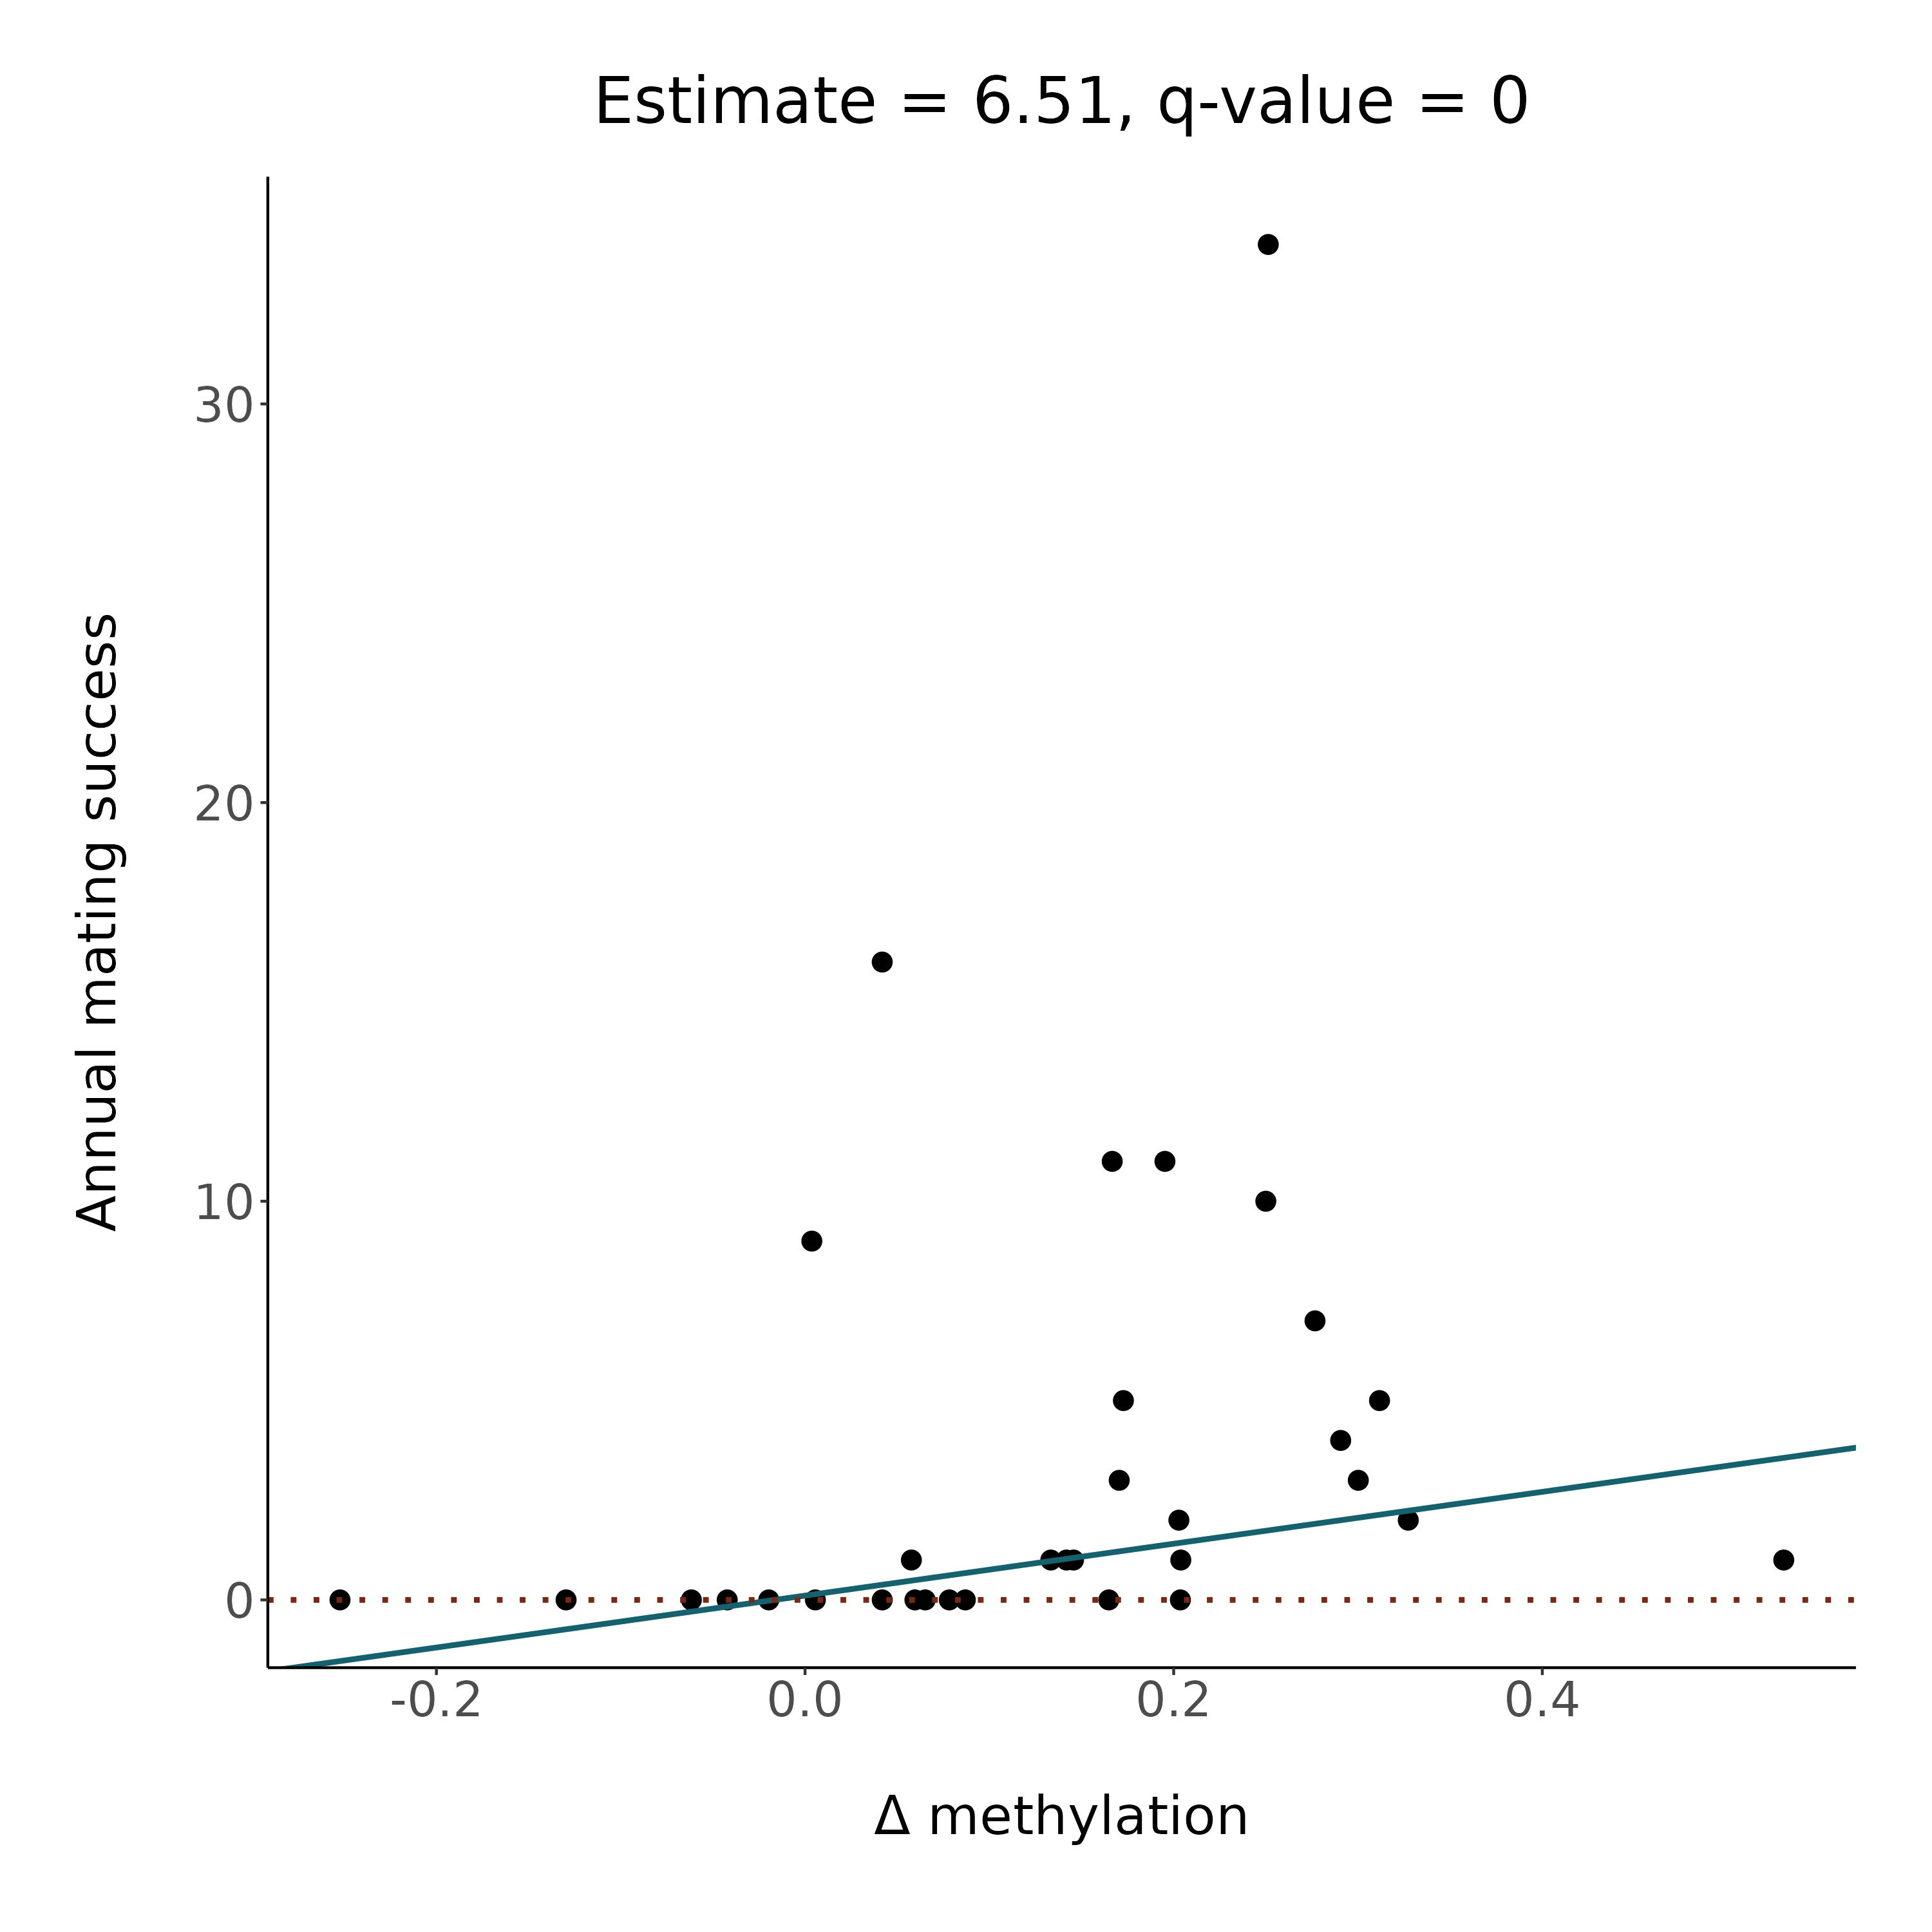 Estimate = 6.51, q-value = 0
Annual mating success
30
20
10
0
-0.2
0.0
0.2
0.4
Δ methylation